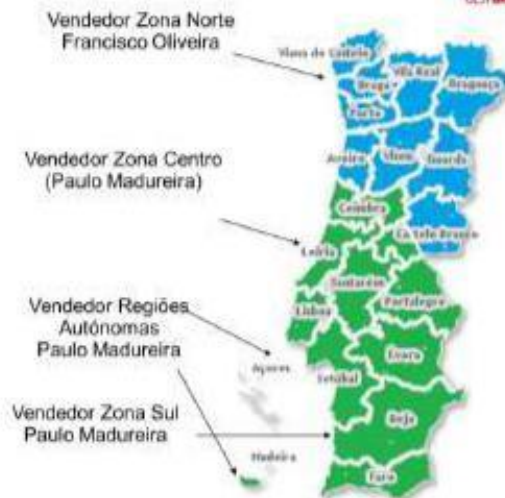 Vendedor Zona Norte
Francisco Oliveira
Viana do Castelo
Braga
Vila Real
Bragança
Porto
Vendedor Zona Centro
(Paulo Madureira)
Aveiro
Viseu
Guarda
Coimbra
Castelo Branco
Leiria
Santarém
Portalegre
Lisboa
Vendedor Regiões
Autónomas
Paulo Madureira
Açores
Évora
Setúbal
Vendedor Zona Sul
Paulo Madureira
Beja
Madeira
Faro